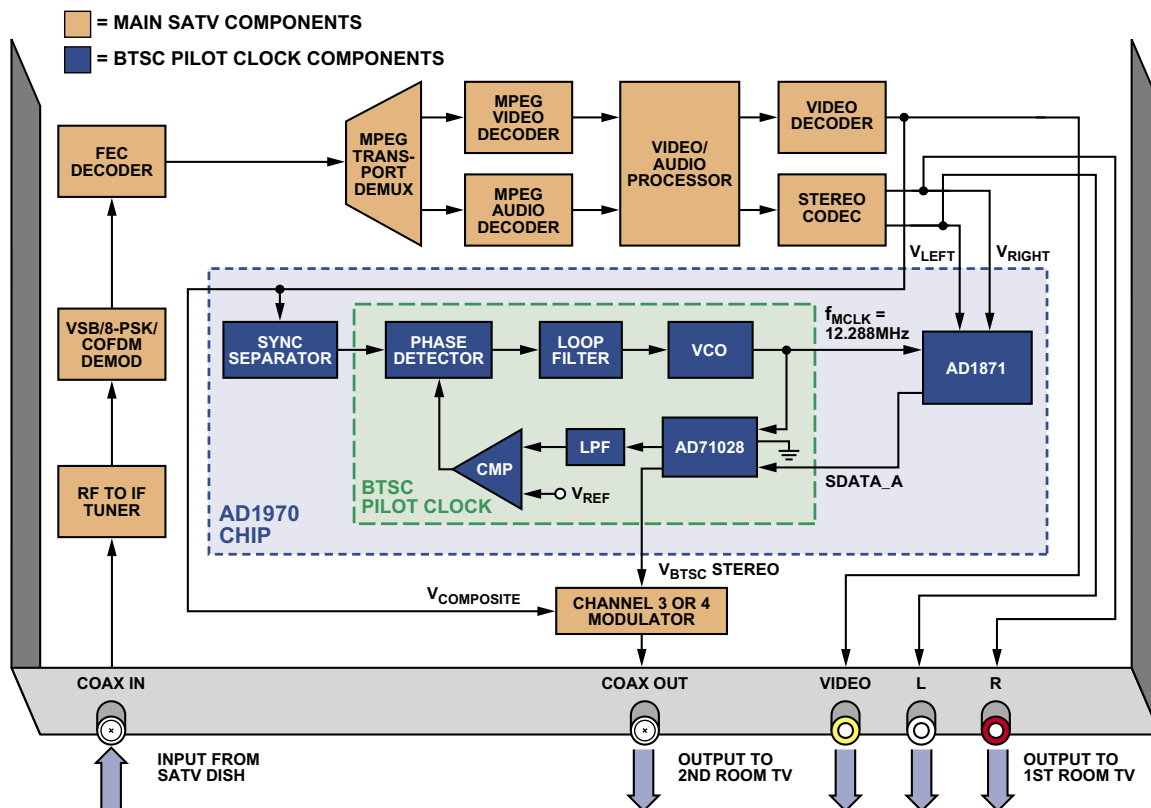 = MAIN SATV COMPONENTS
= BTSC PILOT CLOCK COMPONENTS
FEC
DECODER
MPEG
TRANS-
PORT
DEMUX
MPEG
VIDEO
DECODER
MPEG
AUDIO
DECODER
VIDEO/
AUDIO
PROCESSOR
VIDEO
DECODER
STEREO
CODEC
VLEFT
VRIGHT
VSB/8-PSK/
COFDM
DEMOD
SYNC
SEPARATOR
PHASE
DETECTOR
LOOP
FILTER
VCO
fMCLK =
12.288MHz
AD1871
CMP
LPF
AD71028
VREF
SDATA_A
BTSC
PILOT CLOCK
AD1970
CHIP
RF TO IF
TUNER
VBTSC STEREO
VCOMPOSITE
CHANNEL 3 OR 4
MODULATOR
COAX IN
COAX OUT
VIDEO
L
R
INPUT FROM
SATV DISH
OUTPUT TO
2ND ROOM TV
OUTPUT TO
1ST ROOM TV